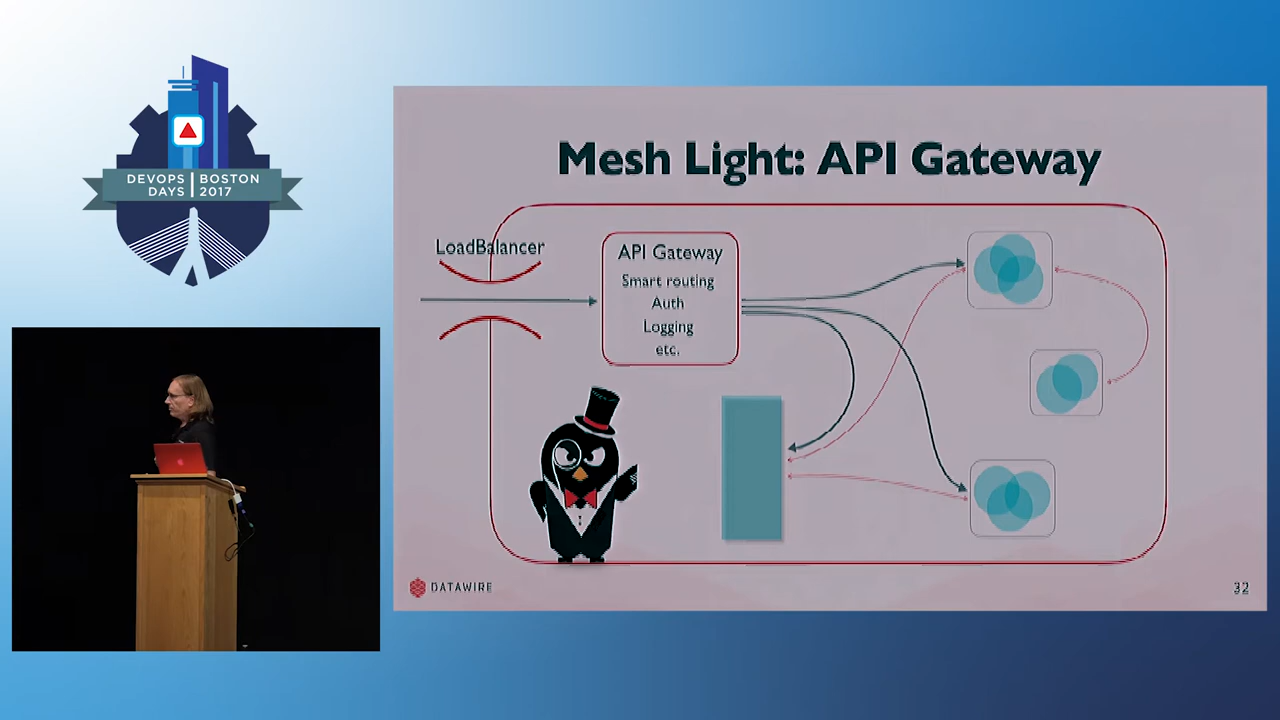 DEVOPS BOSTON
DAYS 2017
Mesh Light: API Gateway
LoadBalancer
API Gateway
Smart routing
Auth
Logging
etc.
DATAWIRE
32